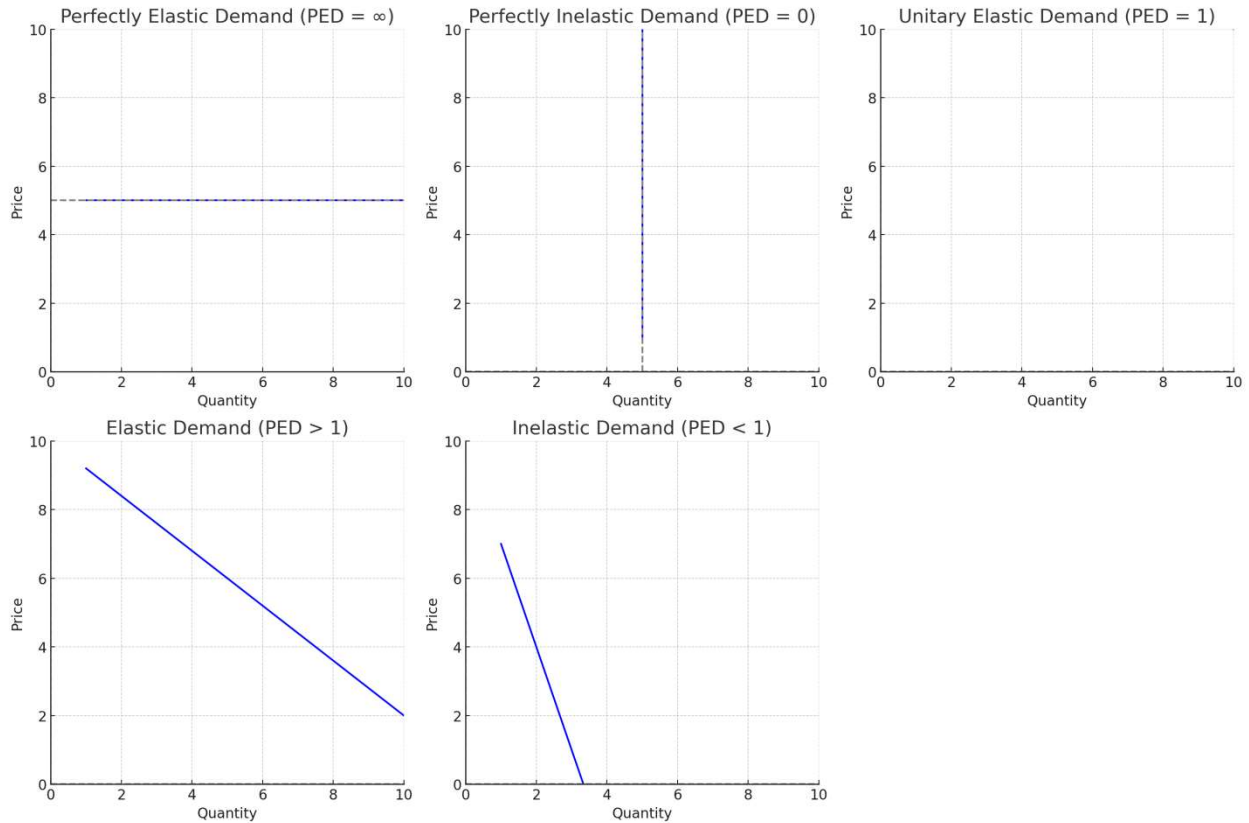 Perfectly Elastic Demand (PED = ∞)
10
8
6
4
2
0
Price
0 2 4 6 8 10
Quantity
Perfectly Inelastic Demand (PED = 0)
10
8
6
4
2
0
Price
0 2 4 6 8 10
Quantity
Unitary Elastic Demand (PED = 1)
10
8
6
4
2
0
Price
0 2 4 6 8 10
Quantity
Elastic Demand (PED > 1)
10
8
6
4
2
0
Price
0 2 4 6 8 10
Quantity
Inelastic Demand (PED < 1)
10
8
6
4
2
0
Price
0 2 4 6 8 10
Quantity